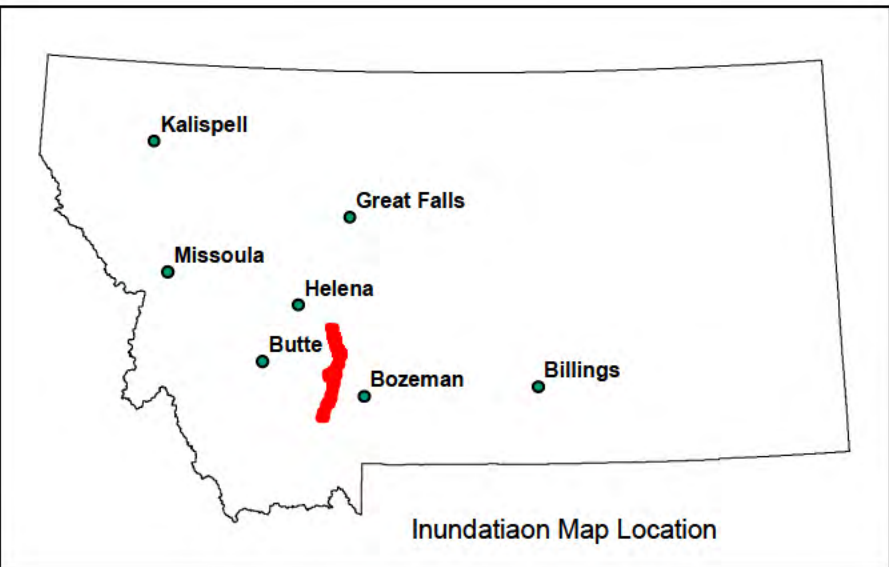 Kalispell
Great Falls
Missoula
Helena
Butte
Bozeman
Billings
Inundatiaon Map Location